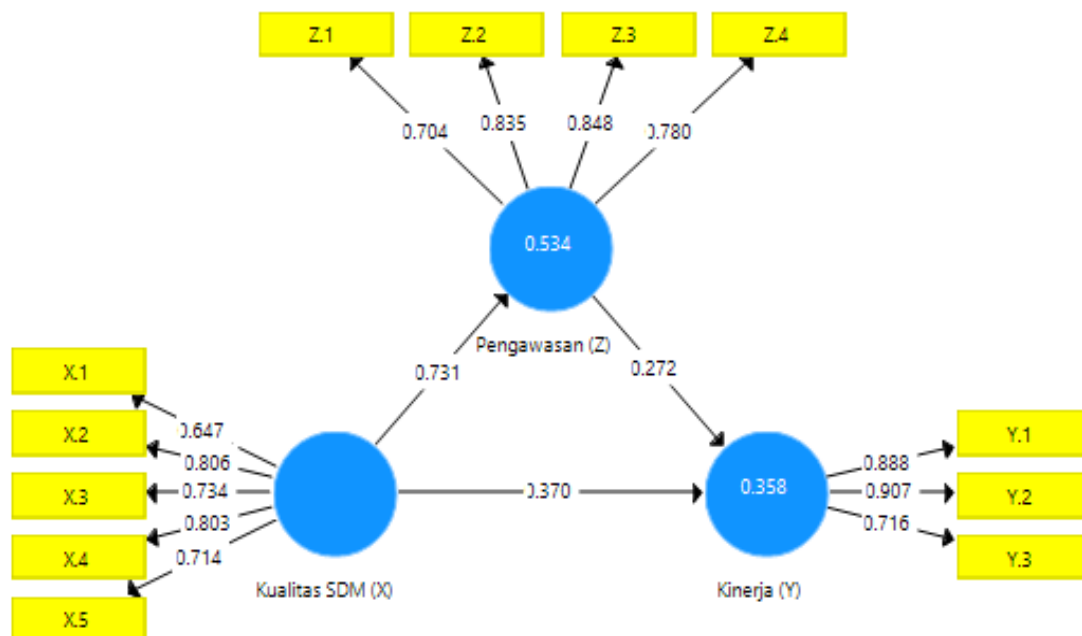 Z.1
Z.2
Z.3
Z.4
0.704
0.835
0.848
0.780
0.534
Pengawasan (Z)
0.731
0.272
X.1
X.2
X.3
X.4
X.5
0.647
0.806
0.734
0.803
0.714
Kualitas SDM (X)
0.370
0.358
Kinerja (Y)
0.888
0.907
0.716
Y.1
Y.2
Y.3